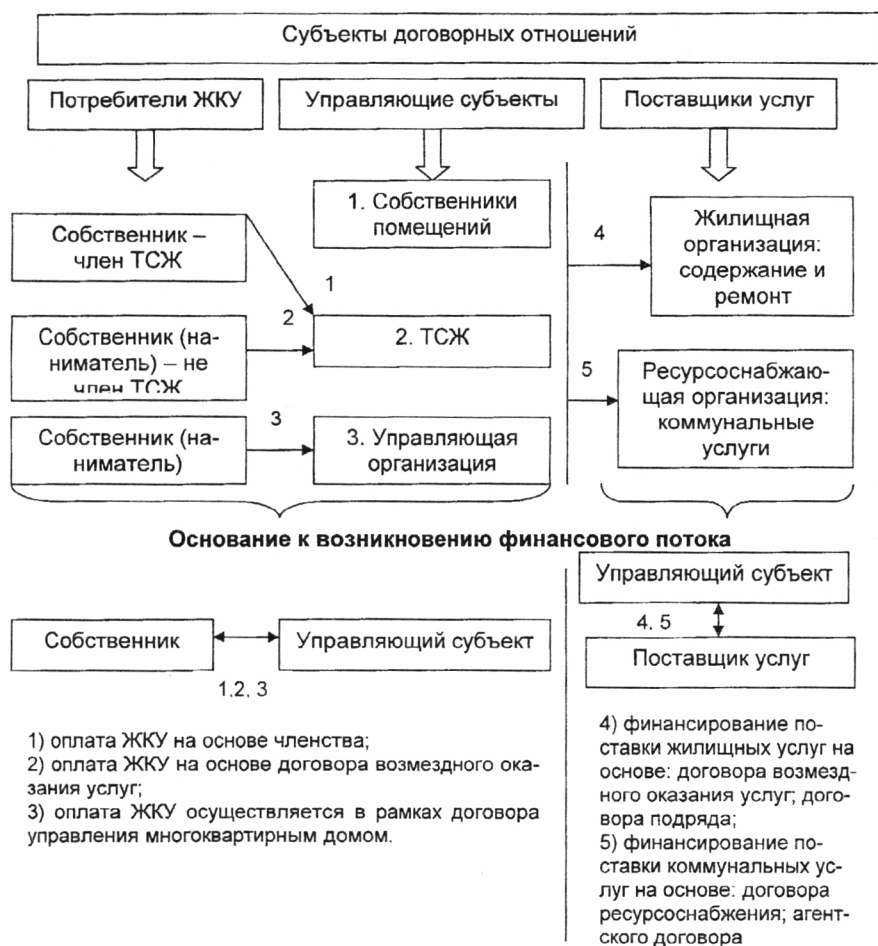 Субъекты договорных отношений
Потребители ЖКУ
Управляющие субъекты
Поставщики услуг
Собственник –
член ТСЖ
Собственник (на-
ниматель) – не
член ТСЖ
Собственник (на-
ниматель)
1
2
3
1. Собственники
помещений
2. ТСЖ
3. Управляющая
организация
4
5
Жилищная
организация:
содержание и
ремонт
Ресурсоснабжаю-
щая организация:
коммунальные
услуги
Основание к возникновению финансового потока
Собственник
Управляющий субъект
1,2, 3
1) оплата ЖКУ на основе членства;
2) оплата ЖКУ на основе договора возмездного ока-
зания услуг;
3) оплата ЖКУ осуществляется в рамках договора
управления многоквартирным домом.
Управляющий субъект
4, 5
Поставщик услуг
4) финансирование по-
ставки жилищных услуг на
основе: договора возмезд-
ного оказания услуг; дого-
вора подряда;
5) финансирование по-
ставки коммунальных ус-
луг на основе: договора
ресурсоснабжения; агент-
ского договора